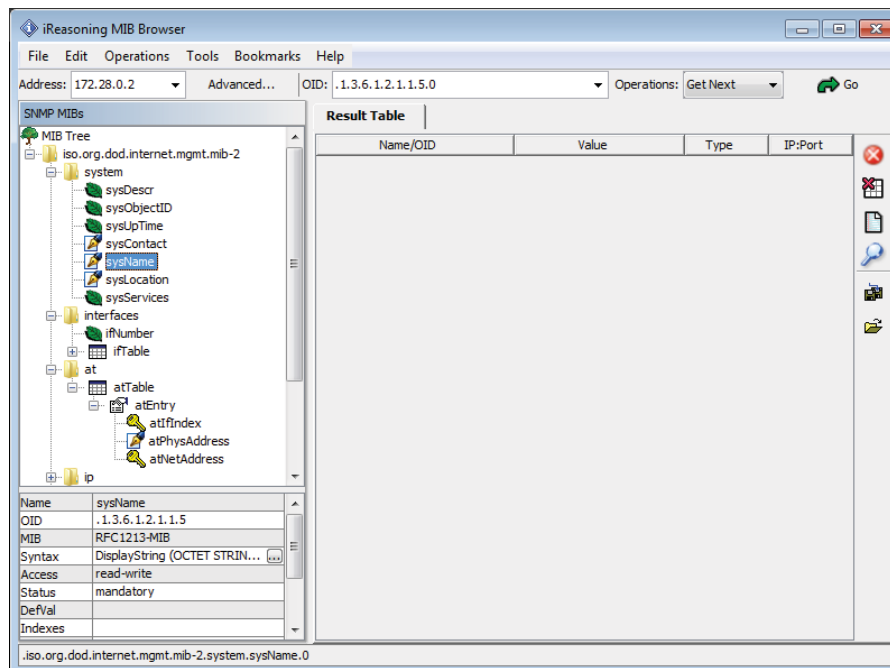 iReasoning MIB Browser
File Edit Operations Tools Bookmarks Help
Address: 172.28.0.2 Advanced... OID: .1.3.6.1.2.1.1.5.0 Operations: Get Next Go
SNMP MIBs
Result Table
Name/OID Value Type IP:Port
MIB Tree
iso.org.dod.internet.mgmt.mib-2
system
sysDescr
sysObjectID
sysUpTime
sysContact
sysName
sysLocation
sysServices
interfaces
ifNumber
ifTable
at
atTable
atEntry
atIfIndex
atPhysAddress
atNetAddress
ip
Name sysName
OID .1.3.6.1.2.1.1.5
MIB RFC1213-MIB
Syntax DisplayString (OCTET STRIN... ...
Access read-write
Status mandatory
DefVal
Indexes
.iso.org.dod.internet.mgmt.mib-2.system.sysName.0